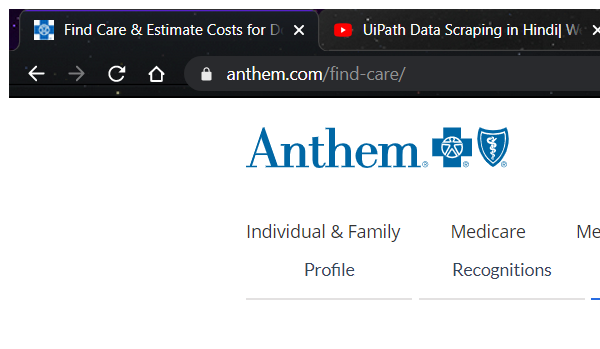 Find Care & Estimate Costs for D
UiPath Data Scraping in Hindi| W
anthem.com/find-care/
Anthem
Individual & Family
Medicare
Me
Profile
Recognitions